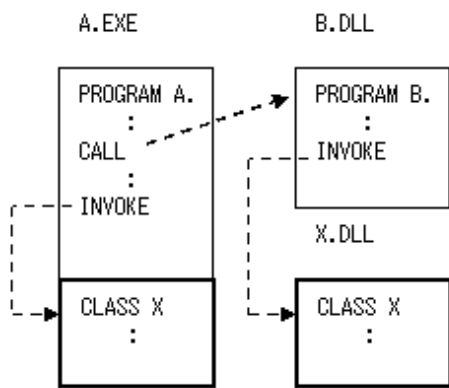 A.EXE
PROGRAM A.
:
CALL
:
INVOKE
CLASS X
:
B.DLL
PROGRAM B.
:
INVOKE
X.DLL
CLASS X
: